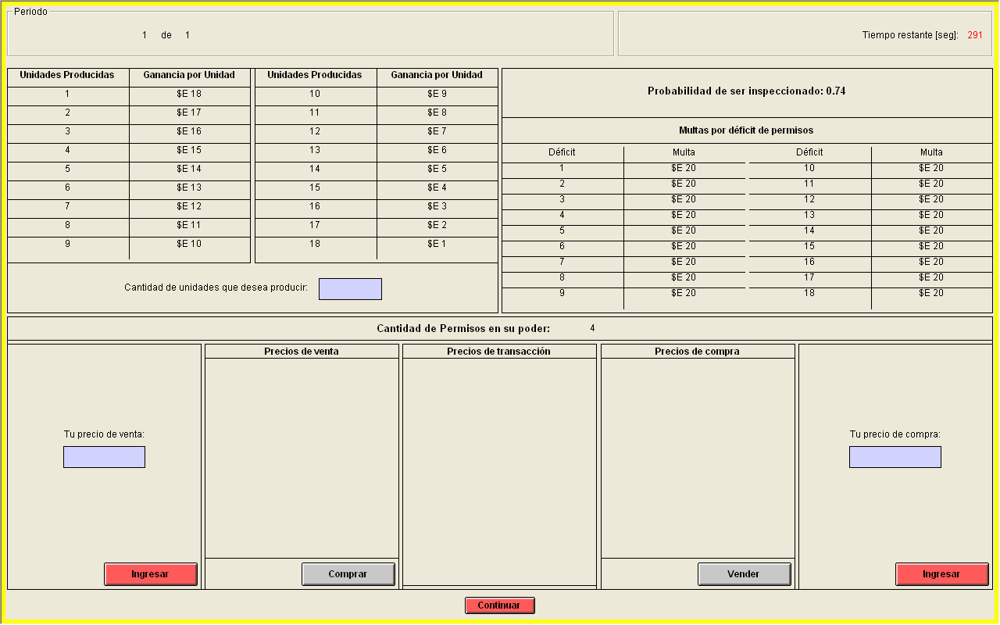 Periodo
1 de 1
Tiempo restante [seg]: 291
Unidades Producidas Ganancia por Unidad Unidades Producidas Ganancia por Unidad
1 $E 18 10 $E 9
2 $E 17 11 $E 8
3 $E 16 12 $E 7
4 $E 15 13 $E 6
5 $E 14 14 $E 5
6 $E 13 15 $E 4
7 $E 12 16 $E 3
8 $E 11 17 $E 2
9 $E 10 18 $E 1
Cantidad de unidades que desea producir:
Probabilidad de ser inspeccionado: 0.74
Multas por déficit de permisos
Déficit Multa Déficit Multa
1 $E 20 10 $E 20
2 $E 20 11 $E 20
3 $E 20 12 $E 20
4 $E 20 13 $E 20
5 $E 20 14 $E 20
6 $E 20 15 $E 20
7 $E 20 16 $E 20
8 $E 20 17 $E 20
9 $E 20 18 $E 20
Cantidad de Permisos en su poder: 4
Precios de venta Precios de transacción Precios de compra
Tu precio de venta: Tu precio de compra:
Ingresar Comprar Vender Ingresar
Continuar